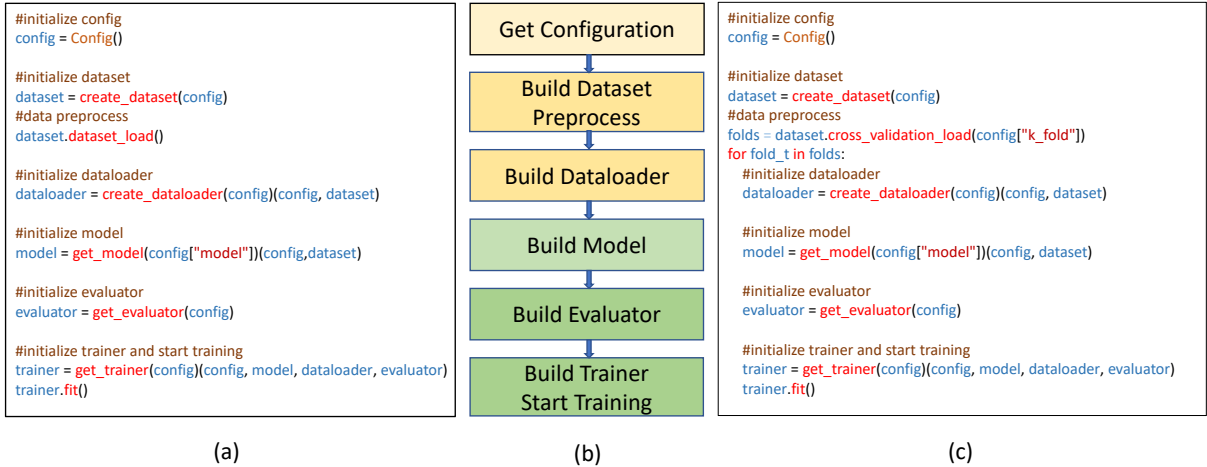 #initialize config
config = Config()
#initialize dataset
dataset = create_dataset(config)
#data preprocess
dataset.dataset_load()
#initialize dataloader
dataloader = create_dataloader(config)(config, dataset)
#initialize model
model = get_model(config["model"])(config,dataset)
#initialize evaluator
evaluator = get_evaluator(config)
#initialize trainer and start training
trainer = get_trainer(config)(config, model, dataloader, evaluator)
trainer.fit()
(a)
Get Configuration
Build Dataset
Preprocess
Build Dataloader
Build Model
Build Evaluator
Build Trainer
Start Training
(b)
#initialize config
config = Config()
#initialize dataset
dataset = create_dataset(config)
#data preprocess
folds = dataset.cross_validation_load(config["k_fold"])
for fold_t in folds:
#initialize dataloader
dataloader = create_dataloader(config)(config, dataset)
#initialize model
model = get_model(config["model"])(config, dataset)
#initialize evaluator
evaluator = get_evaluator(config)
#initialize trainer and start training
trainer = get_trainer(config)(config, model, dataloader, evaluator)
trainer.fit()
(c)